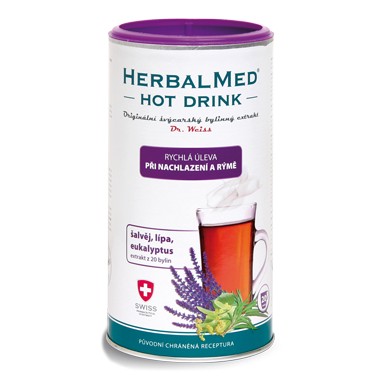 HERBALMED®
HOT DRINK
Originální švýcarský bylinný extrakt
Dr. Weiss
RYCHLÁ ÚLEVA
PŘI NACHLAZENÍ A RÝMĚ
šalvěj, lípa,
eukalyptus
extrakt z 20 bylin
SWISS
PŮVODNÍ CHRÁNĚNÁ RECEPTURA